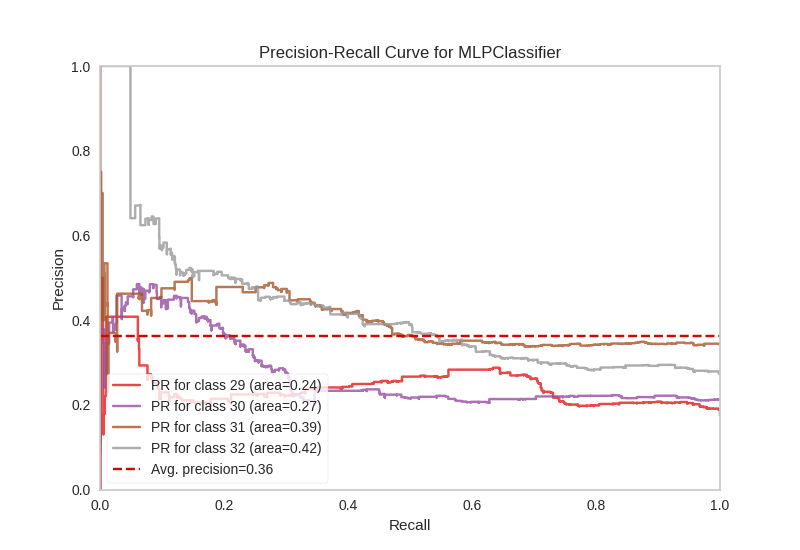 Precision-Recall Curve for MLPClassifier
1.0
0.8
0.6
0.4
0.2
0.0
Precision
PR for class 29 (area=0.24)
PR for class 30 (area=0.27)
PR for class 31 (area=0.39)
PR for class 32 (area=0.42)
Avg. precision=0.36
0.0 0.2 0.4 0.6 0.8 1.0
Recall